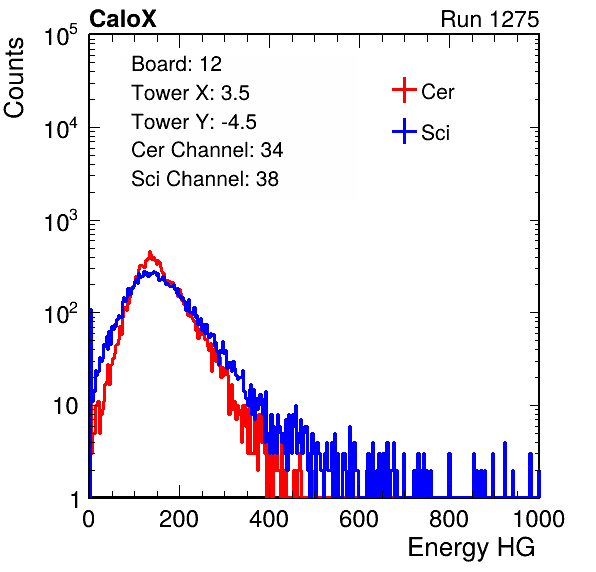 CaloX Run 1275
Counts
Board: 12
Tower X: 3.5
Tower Y: -4.5
Cer Channel: 34
Sci Channel: 38
Cer
Sci
10^5
10^4
10^3
10^2
10
1
0 200 400 600 800 1000
Energy HG